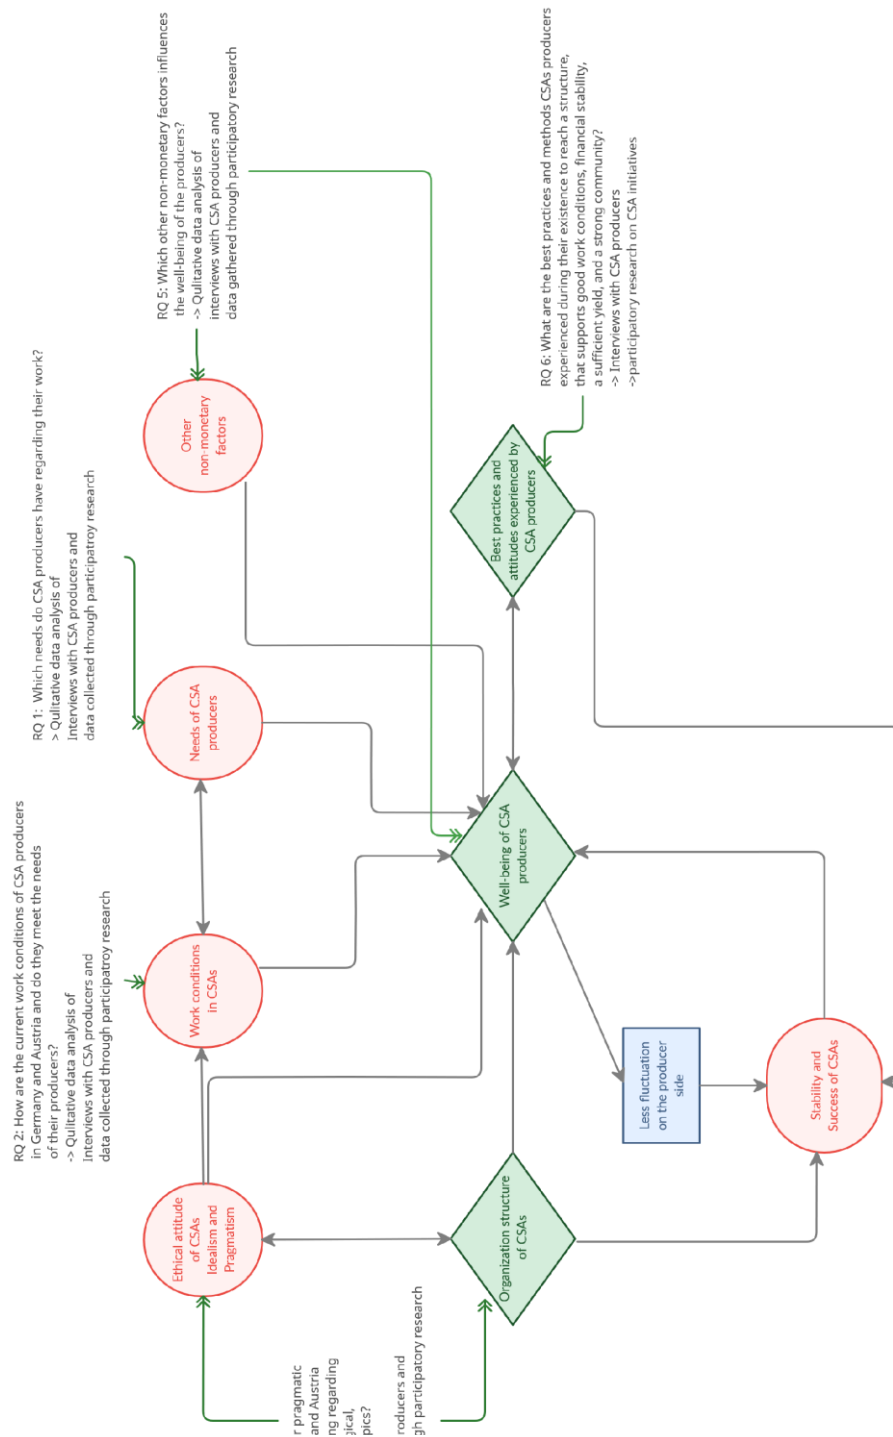 RQ 2: How are the current work conditions of CSA producers
in Germany and Austria and do they meet the needs
of their producers?
-> Qulitative data analysis of
Interviews with CSA producers and
data collected through participatroy research
RQ 1: Which needs do CSA producers have regarding their work?
> Qulitative data analysis of
Interviews with CSA producers and
data collected through participatroy research
RQ 5: Which other non-monetary factors influences
the well-being of the producers?
-> Qulitative data analysis of
interviews with CSA producers and
data gathered through participatory research
Ethical attitude
of CSAs
Idealism and
Pragmatism
Work conditions
in CSAs
Needs of CSA
producers
Other
non-monetary
factors
r pragmatic
and Austria
ng regarding
gical,
pics?
roducers and
gh participatory research
Organization structure
of CSAs
Well-being of CSA
producers
Best practices and
attitudes experienced by
CSA producers
RQ 6: What are the best practices and methods CSAs producers
experienced during their existence to reach a structure,
that supports good work conditions, financial stability,
a sufficient yield, and a strong community?
-> Interviews with CSA producers
->participatory research on CSA initiatives
Less fluctuation
on the producer
side
Stability and
Success of CSAs